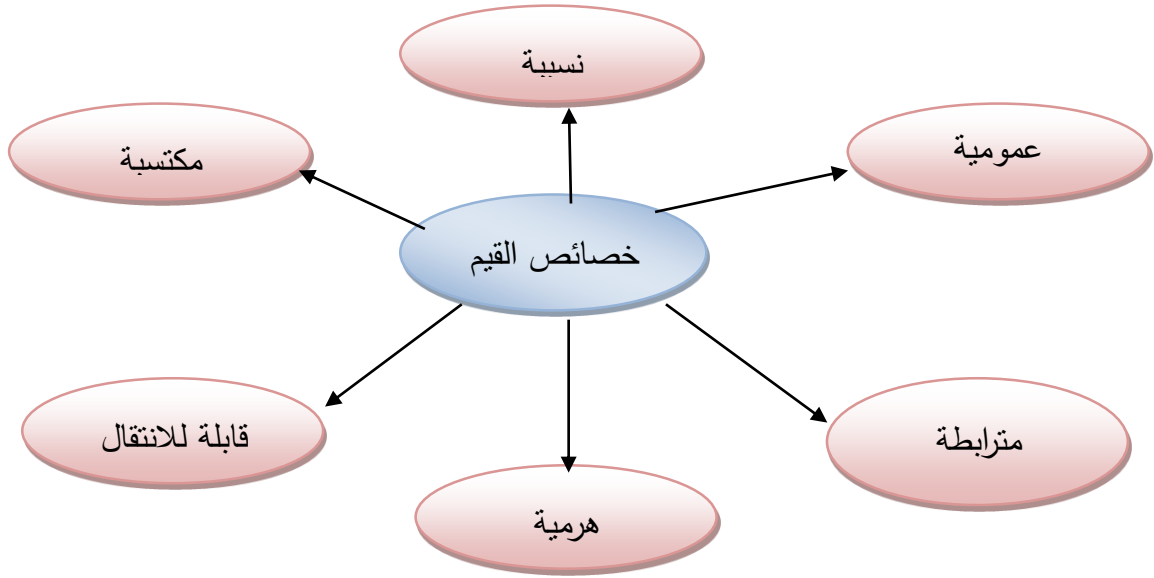 نسبية
عمومية
مكتسبة
خصائص القيم
مترابطة
قابلة للانتقال
هرمية